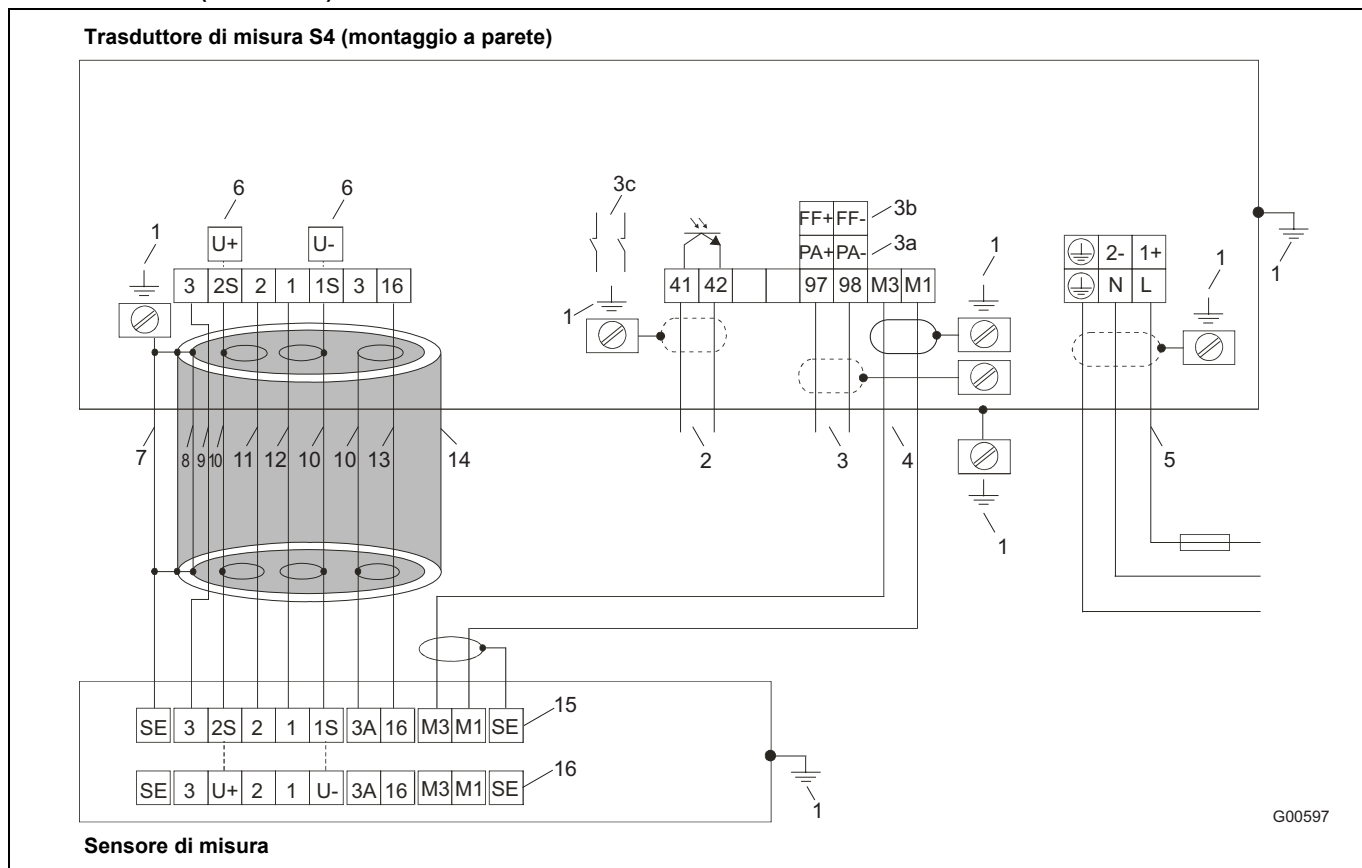 Trasduttore di misura S4 (montaggio a parete)
6 6 3c
FF+ FF- 3b
1 U+ U- PA+ PA- 3a 1 2- 1+ 1 1
3 2S 2 1 1S 3 16 41 42 97 98 M3 M1 N L
1
7 8 9 10 11 12 10 10 13 14 2 3 4 5
1
SE 3 2S 2 1 1S 3A 16 M3 M1 SE 15
SE 3 U+ 2 1 U- 3A 16 M3 M1 SE 16
1
G00597
Sensore di misura